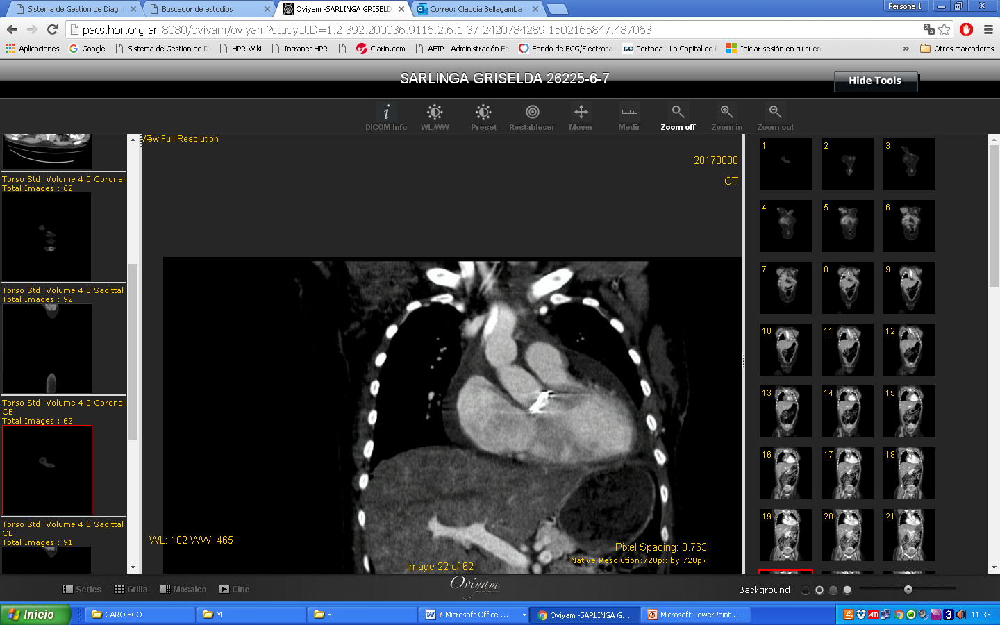 Sistema de Gestión de Diagn
Buscador de estudios
Oviyam -SARLINGA GRISELD
Correo: Claudia Bellagamba
Persona 1
pacs.hpr.org.ar:8080/oviyam/oviyam?studyUID=1.2.392.200036.9116.2.6.1.37.2420784289.1502165847.487063
Aplicaciones
Google
Sistema de Gestion de D
HPR Wiki
Intranet HPR
Clarín.com
AFIP - Administración Fe
Fondo de ECG/Electroca
Portada - La Capital de
Iniciar sesión en tu cuen
»
Otros marcadores
SARLINGA GRISELDA 26225-6-7
Hide Tools
DICOM Info
WL/WW
Preset
Restablecer
Mover
Medir
Zoom off
Zoom in
Zoom out
Torso Std. Volume 4.0 Coronal
Total Images : 62
Torso Std. Volume 4.0 Sagittal
Total Images : 92
Torso Std. Volume 4.0 Coronal
CE
Total Images : 62
Torso Std. Volume 4.0 Sagittal
CE
Total Images : 91
View Full Resolution
20170808
CT
WL: 182 WW: 465
Pixel Spacing: 0.763
Native Resolution:728px by 728px
Image 22 of 62
1 2 3
4 5 6
7 8 9
10 11 12
13 14 15
16 17 18
19 20 21
Series
Grilla
Mosaico
Cine
Oviyam
Background:
Inicio
CARO ECO
M
S
7 Microsoft Office ...
Oviyam -SARLINGA G...
Microsoft PowerPoint ...
ATI
3
11:33